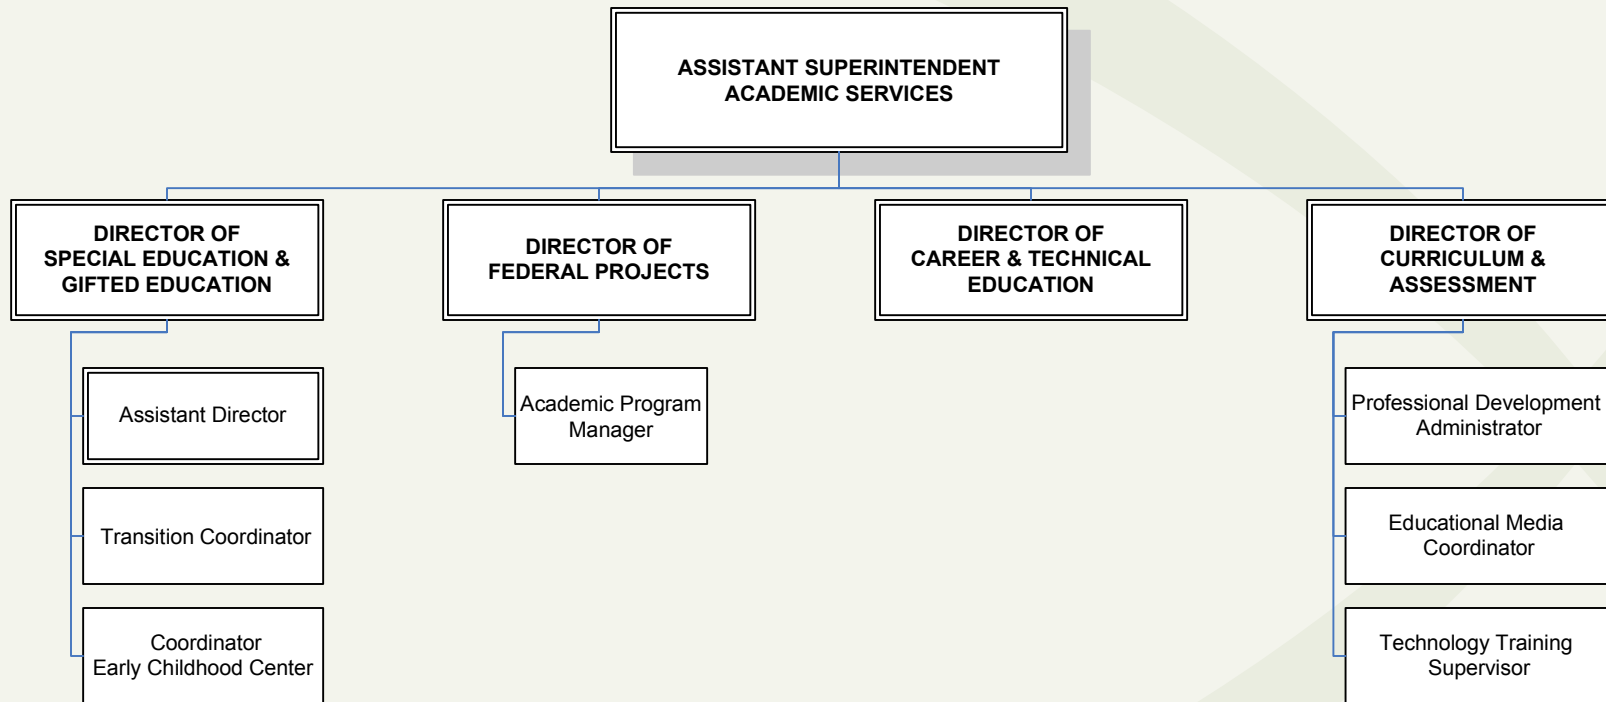 ASSISTANT SUPERINTENDENT
ACADEMIC SERVICES
DIRECTOR OF
SPECIAL EDUCATION &
GIFTED EDUCATION
DIRECTOR OF
FEDERAL PROJECTS
DIRECTOR OF
CAREER & TECHNICAL
EDUCATION
DIRECTOR OF
CURRICULUM &
ASSESSMENT
Assistant Director
Academic Program
Manager
Professional Development
Administrator
Transition Coordinator
Educational Media
Coordinator
Coordinator
Early Childhood Center
Technology Training
Supervisor